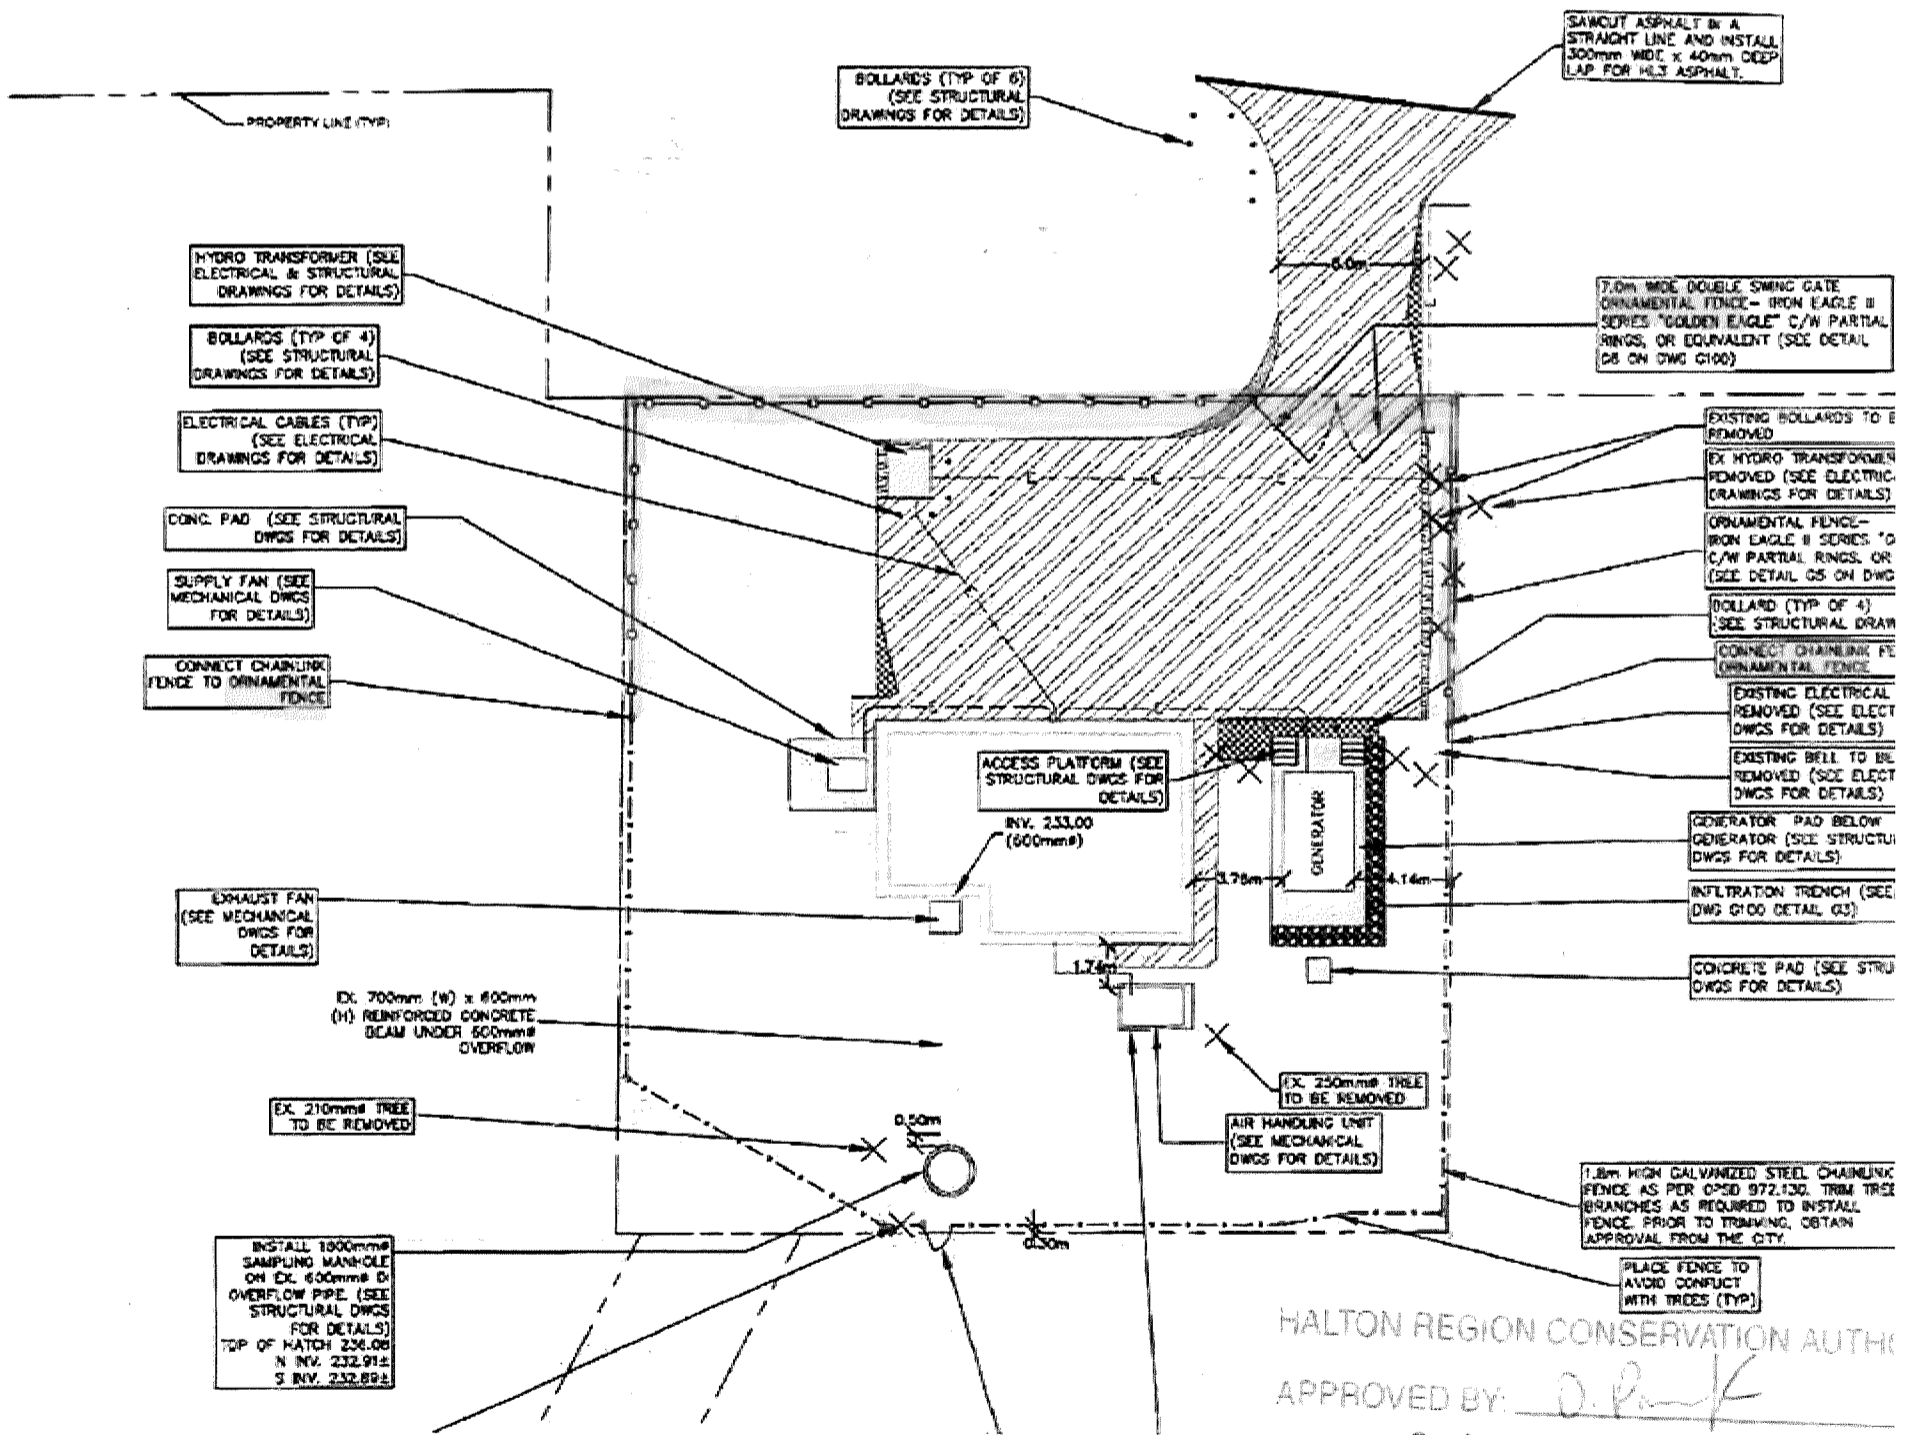 SAWCUT ASPHALT IN A
STRAIGHT LINE AND INSTALL
300mm WIDE x 40mm DEEP
LAP FOR HL3 ASPHALT.
BOLLARDS (TYP OF 6)
(SEE STRUCTURAL
DRAWINGS FOR DETAILS)
PROPERTY LINE (TYP)
HYDRO TRANSFORMER (SEE
ELECTRICAL & STRUCTURAL
DRAWINGS FOR DETAILS)
6.0m
7.0m WIDE DOUBLE SWING GATE
ORNAMENTAL FENCE- IRON EAGLE II
SERIES "GOLDEN EAGLE" C/W PARTIAL
RINGS, OR EQUIVALENT (SEE DETAIL
ON DWG G100)
BOLLARDS (TYP OF 4)
(SEE STRUCTURAL
DRAWINGS FOR DETAILS)
ELECTRICAL CABLES (TYP)
(SEE ELECTRICAL
DRAWINGS FOR DETAILS)
EXISTING BOLLARDS TO B
REMOVED
EX HYDRO TRANSFORMER
REMOVED (SEE ELECTRICA
DRAWINGS FOR DETAILS)
CONC. PAD (SEE STRUCTURAL
DWGS FOR DETAILS)
ORNAMENTAL FENCE-
IRON EAGLE II SERIES "G
C/W PARTIAL RINGS, OR
(SEE DETAIL G5 ON DWG
SUPPLY FAN (SEE
MECHANICAL DWGS
FOR DETAILS)
BOLLARD (TYP OF 4)
(SEE STRUCTURAL DRAW
CONNECT CHAINLINK
FENCE TO ORNAMENTAL
FENCE
CONNECT CHAINLINK FE
ORNAMENTAL FENCE
EXISTING ELECTRICAL
REMOVED (SEE ELECT
DWGS FOR DETAILS)
EXISTING BELL TO BE
REMOVED (SEE ELECT
DWGS FOR DETAILS)
ACCESS PLATFORM (SEE
STRUCTURAL DWGS FOR
DETAILS)
INV. 233.00
(600mmø)
GENERATOR
GENERATOR PAD BELOW
GENERATOR (SEE STRUCTU
DWGS FOR DETAILS)
3.76m
4.14m
EXHAUST FAN
(SEE MECHANICAL
DWGS FOR
DETAILS)
INFILTRATION TRENCH (SEE
DWG G100 DETAIL G3)
1.74m
CONCRETE PAD (SEE STRU
DWGS FOR DETAILS)
EX. 700mm (W) x 600mm
(H) REINFORCED CONCRETE
BEAM UNDER 600mmø
OVERFLOW
EX. 250mmø TREE
TO BE REMOVED
EX. 210mmø TREE
TO BE REMOVED
0.50m
AIR HANDLING UNIT
(SEE MECHANICAL
DWGS FOR DETAILS)
1.8m HIGH GALVANIZED STEEL CHAINLINK
FENCE AS PER OPSD 972.130. TRIM TREE
BRANCHES AS REQUIRED TO INSTALL
FENCE. PRIOR TO TRIMMING, OBTAIN
APPROVAL FROM THE CITY.
0.30m
INSTALL 1800mmø
SAMPLING MANHOLE
ON EX. 600mmø DI
OVERFLOW PIPE. (SEE
STRUCTURAL DWGS
FOR DETAILS)
TOP OF HATCH 236.08
N INV. 232.91±
S INV. 232.89±
PLACE FENCE TO
AVOID CONFLICT
WITH TREES (TYP)
HALTON REGION CONSERVATION AUTHO
APPROVED BY: